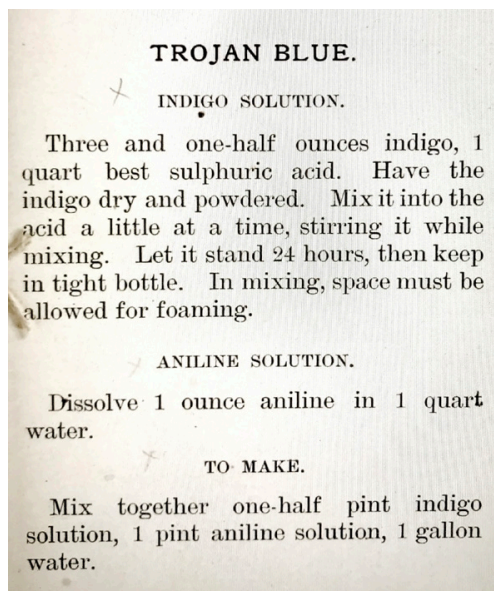 TROJAN BLUE.
INDIGO SOLUTION.
Three and one-half ounces indigo, 1
quart best sulphuric acid. Have the
indigo dry and powdered. Mix it into the
acid a little at a time, stirring it while
mixing. Let it stand 24 hours, then keep
in tight bottle. In mixing, space must be
allowed for foaming.
ANILINE SOLUTION.
Dissolve 1 ounce aniline in 1 quart
water.
TO MAKE.
Mix together one-half pint indigo
solution, 1 pint aniline solution, 1 gallon
water.